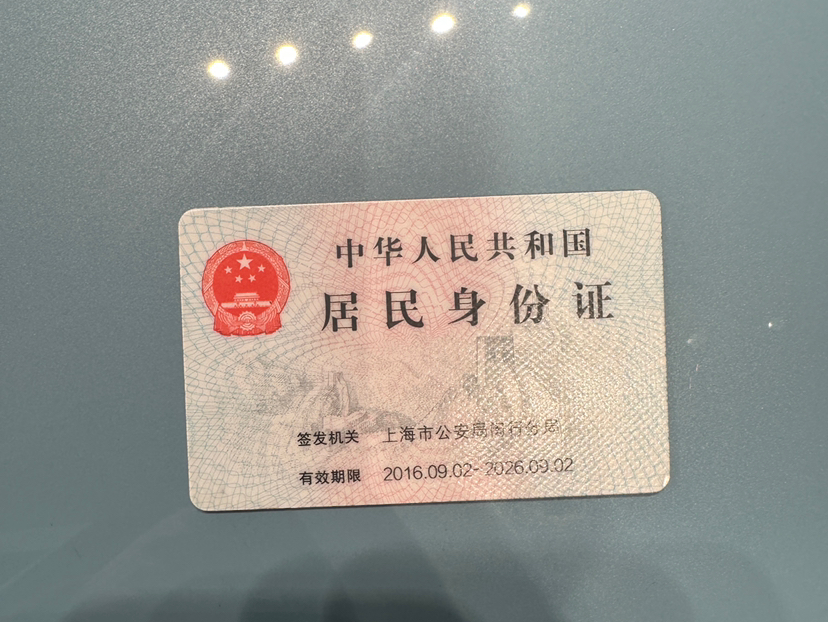 中华人民共和国
居民身份证
签发机关 上海市公安局闵行分局
有效期限 2016.09.02-2026.09.02